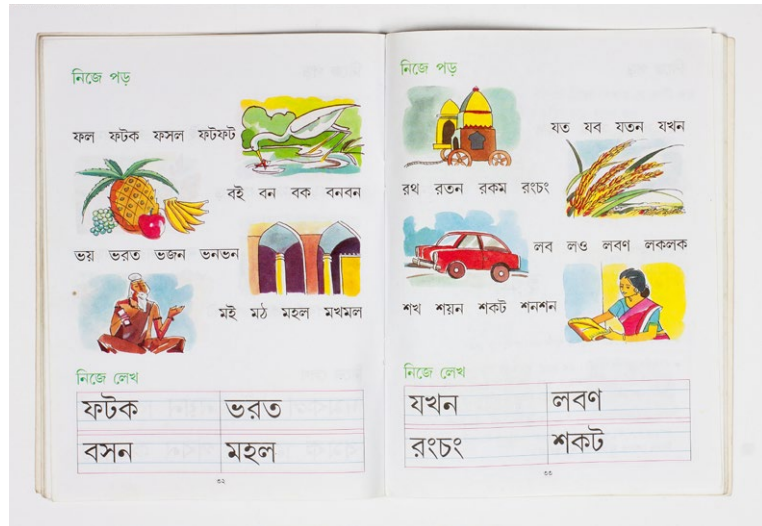 নিজে পড়
ফল ফটক ফসল ফটফট
বই বন বক বনবন
ভয় ভরত ভজন ভনভন
মই মঠ মহল মখমল
নিজে লেখ
ফটক ভরত
বসন মহল
৩২
নিজে পড়
যত যব যতন যখন
রথ রতন রকম রংচং
লব লও লবণ লকলক
শখ শয়ন শকট শনশন
নিজে লেখ
যখন লবণ
রংচং শকট
৩৩